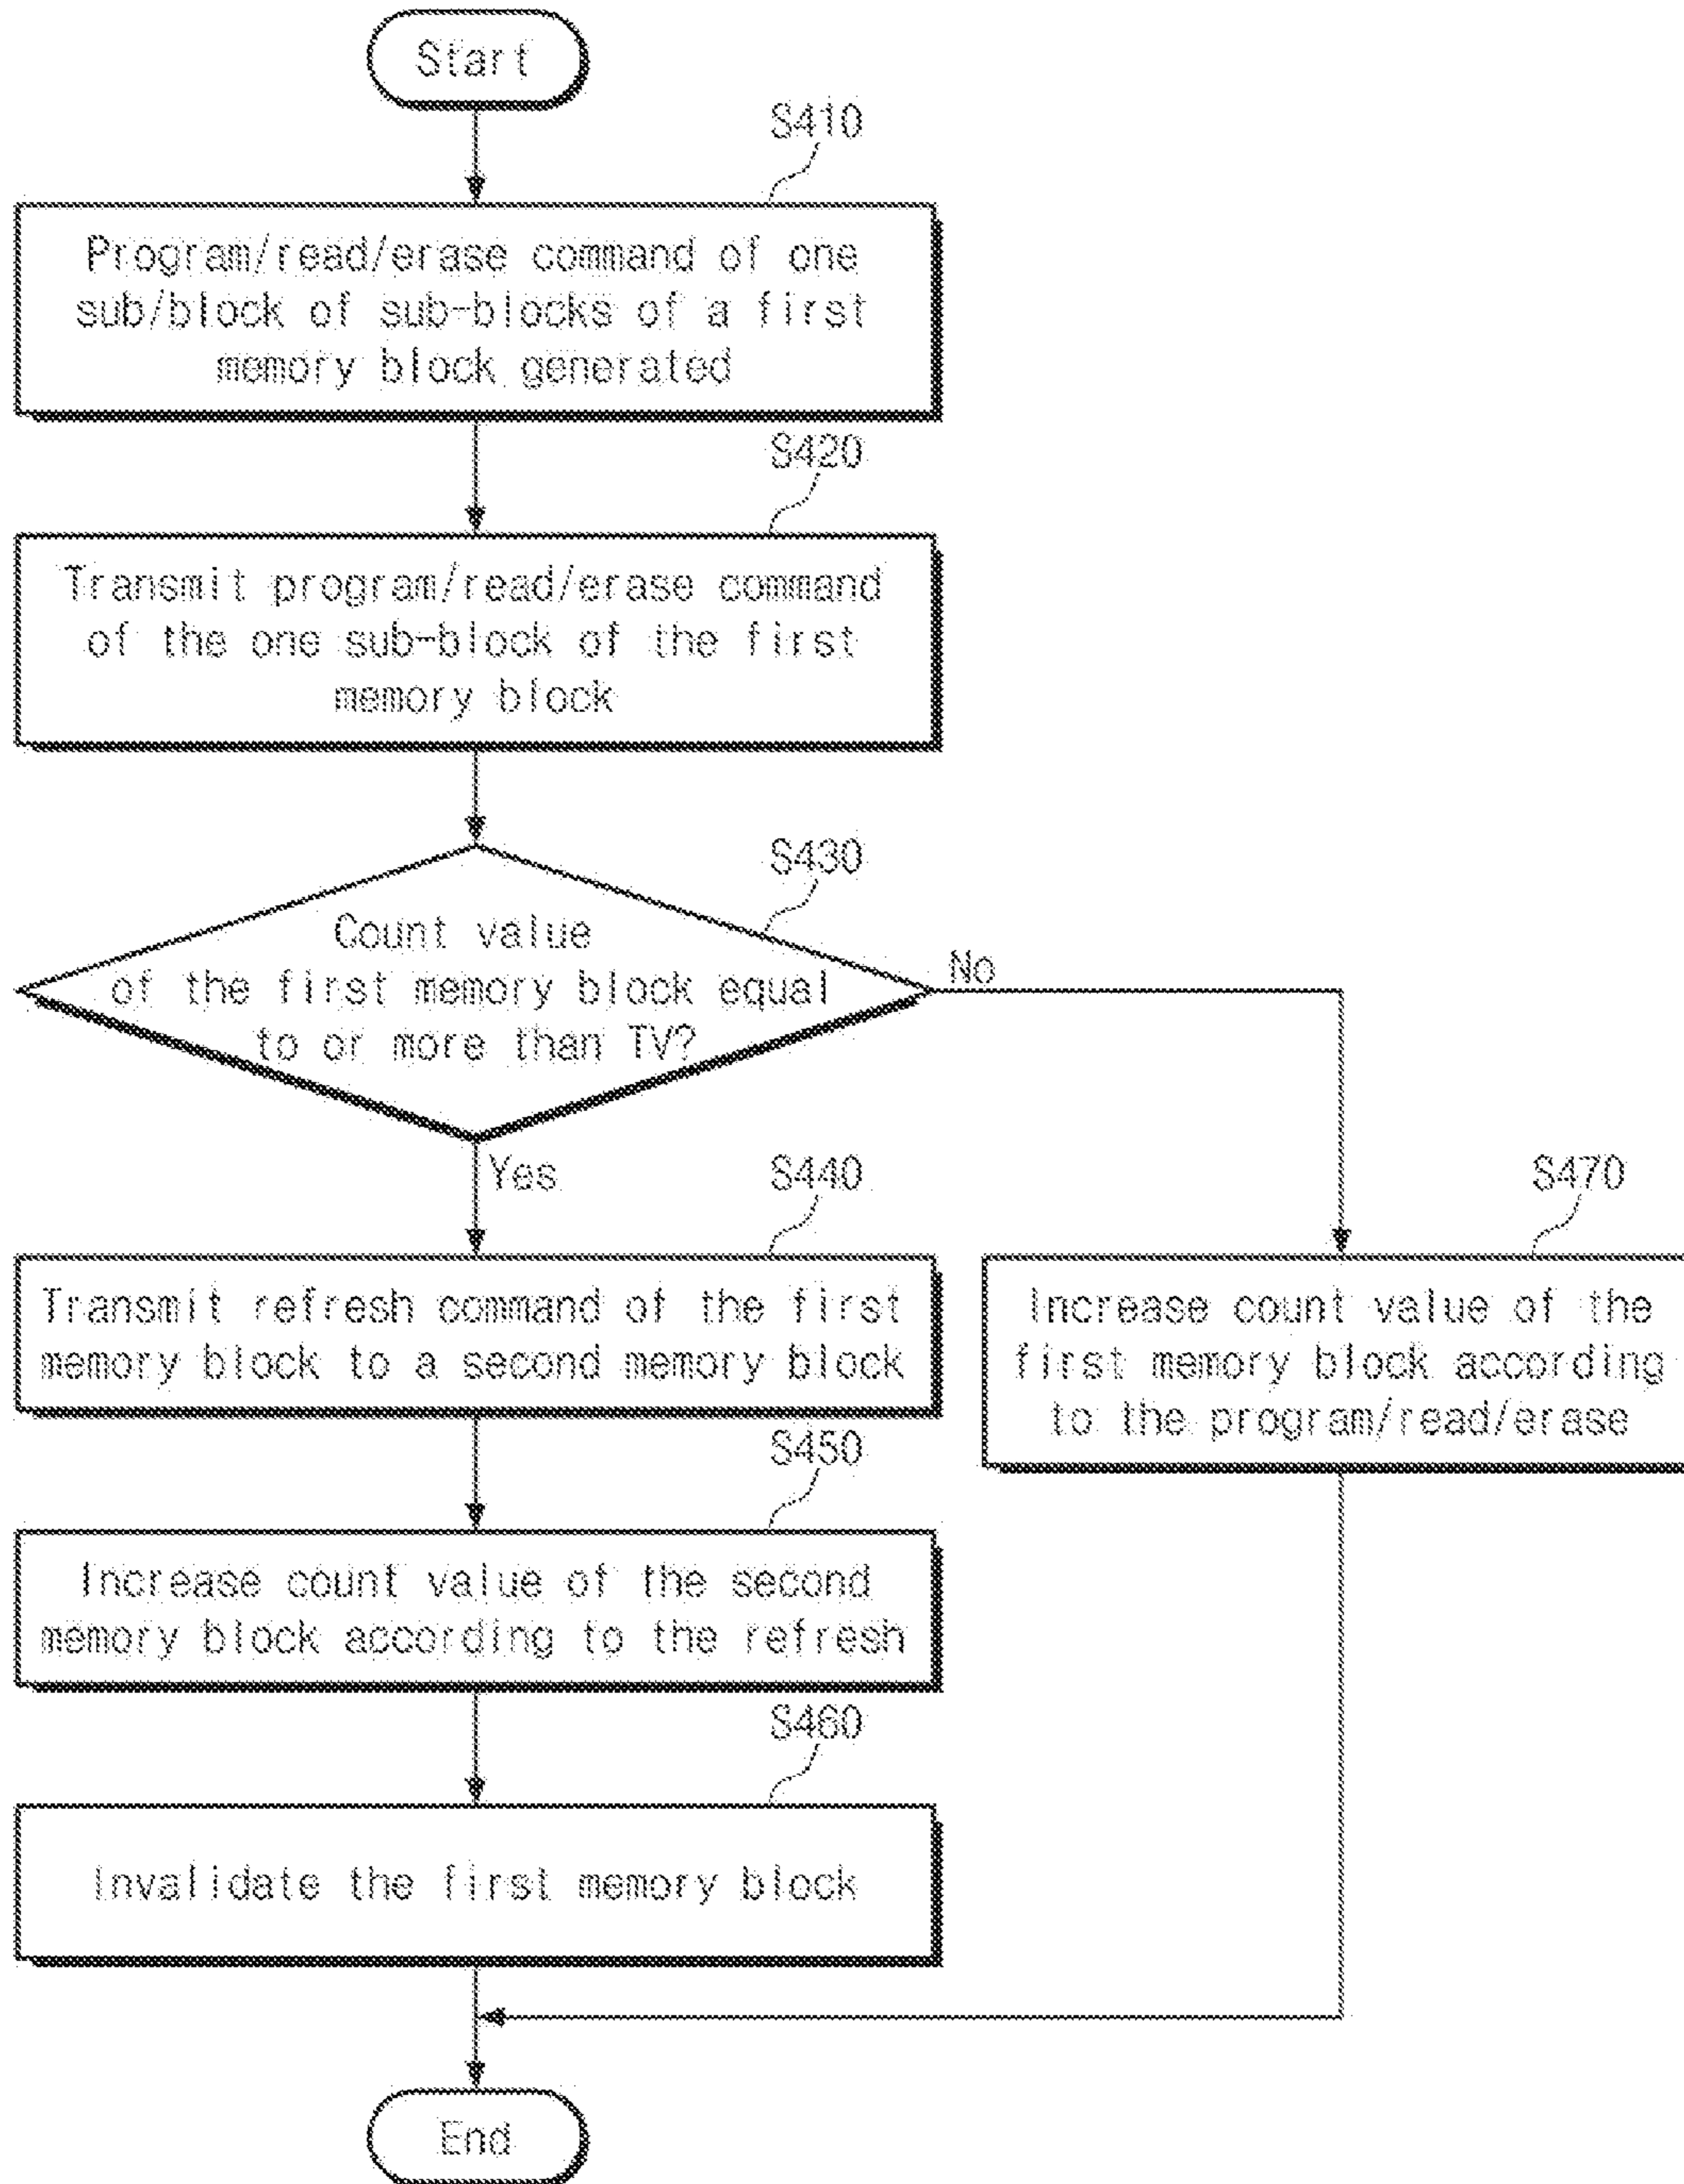 Start
S410
Program/read/erase command of one
sub/block of sub-blocks of a first
memory block generated
S420
Transmit program/read/erase command
of the one sub-block of the first
memory block
S430
Count value
of the first memory block equal
to or more than TV?
No
Yes
S440
Transmit refresh command of the first
memory block to a second memory block
S470
Increase count value of the
first memory block according
to the program/read/erase
S450
Increase count value of the second
memory block according to the refresh
S460
Invalidate the first memory block
End